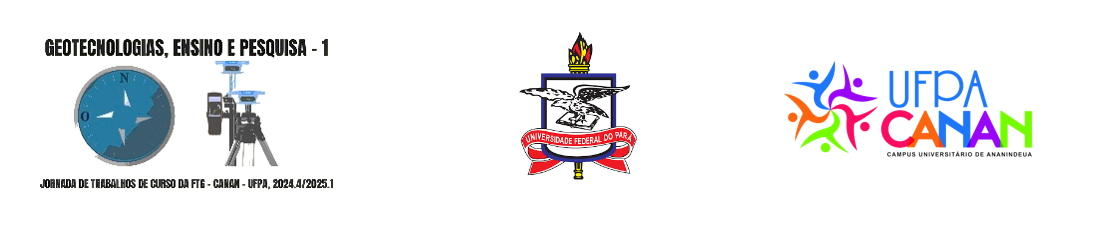 GEOTECNOLOGIAS, ENSINO E PESQUISA - 1
N
O
JORNADA DE TRABALHOS DE CURSO DA FTG - CANAN - UFPA, 2024.4/2025.1
UNIVERSIDADE FEDERAL DO PARÁ
UFPA
CANAN
CAMPUS UNIVERSITÁRIO DE ANANINDEUA